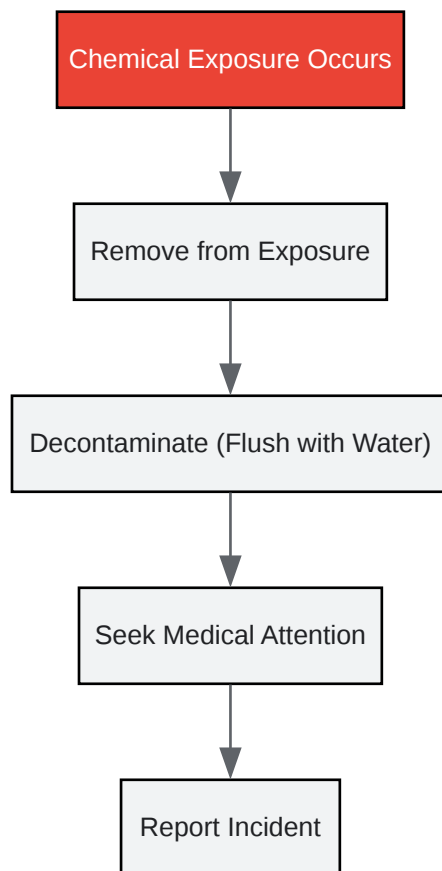 Chemical Exposure Occurs
Remove from Exposure
Decontaminate (Flush with Water)
Seek Medical Attention
Report Incident